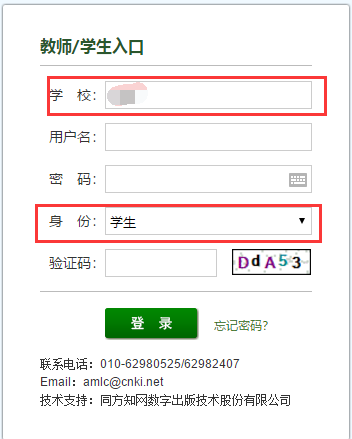 教师/学生入口
学 校：
用户名：
密 码：
身 份： 学生
验证码： DdA53
登 录 忘记密码?
联系电话：010-62980525/62982407
Email：amlc@cnki.net
技术支持：同方知网数字出版技术股份有限公司